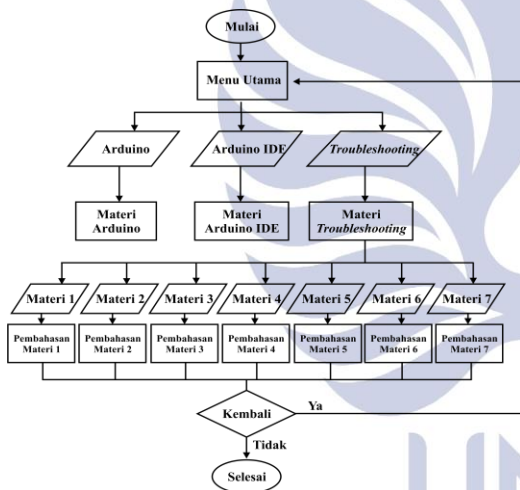 Mulai
Menu Utama
Arduino
Arduino IDE
Troubleshooting
Materi
Arduino
Materi
Arduino IDE
Materi
Troubleshooting
Materi 1
Materi 2
Materi 3
Materi 4
Materi 5
Materi 6
Materi 7
Pembahasan
Materi 1
Pembahasan
Materi 2
Pembahasan
Materi 3
Pembahasan
Materi 4
Pembahasan
Materi 5
Pembahasan
Materi 6
Pembahasan
Materi 7
Kembali
Ya
Tidak
Selesai